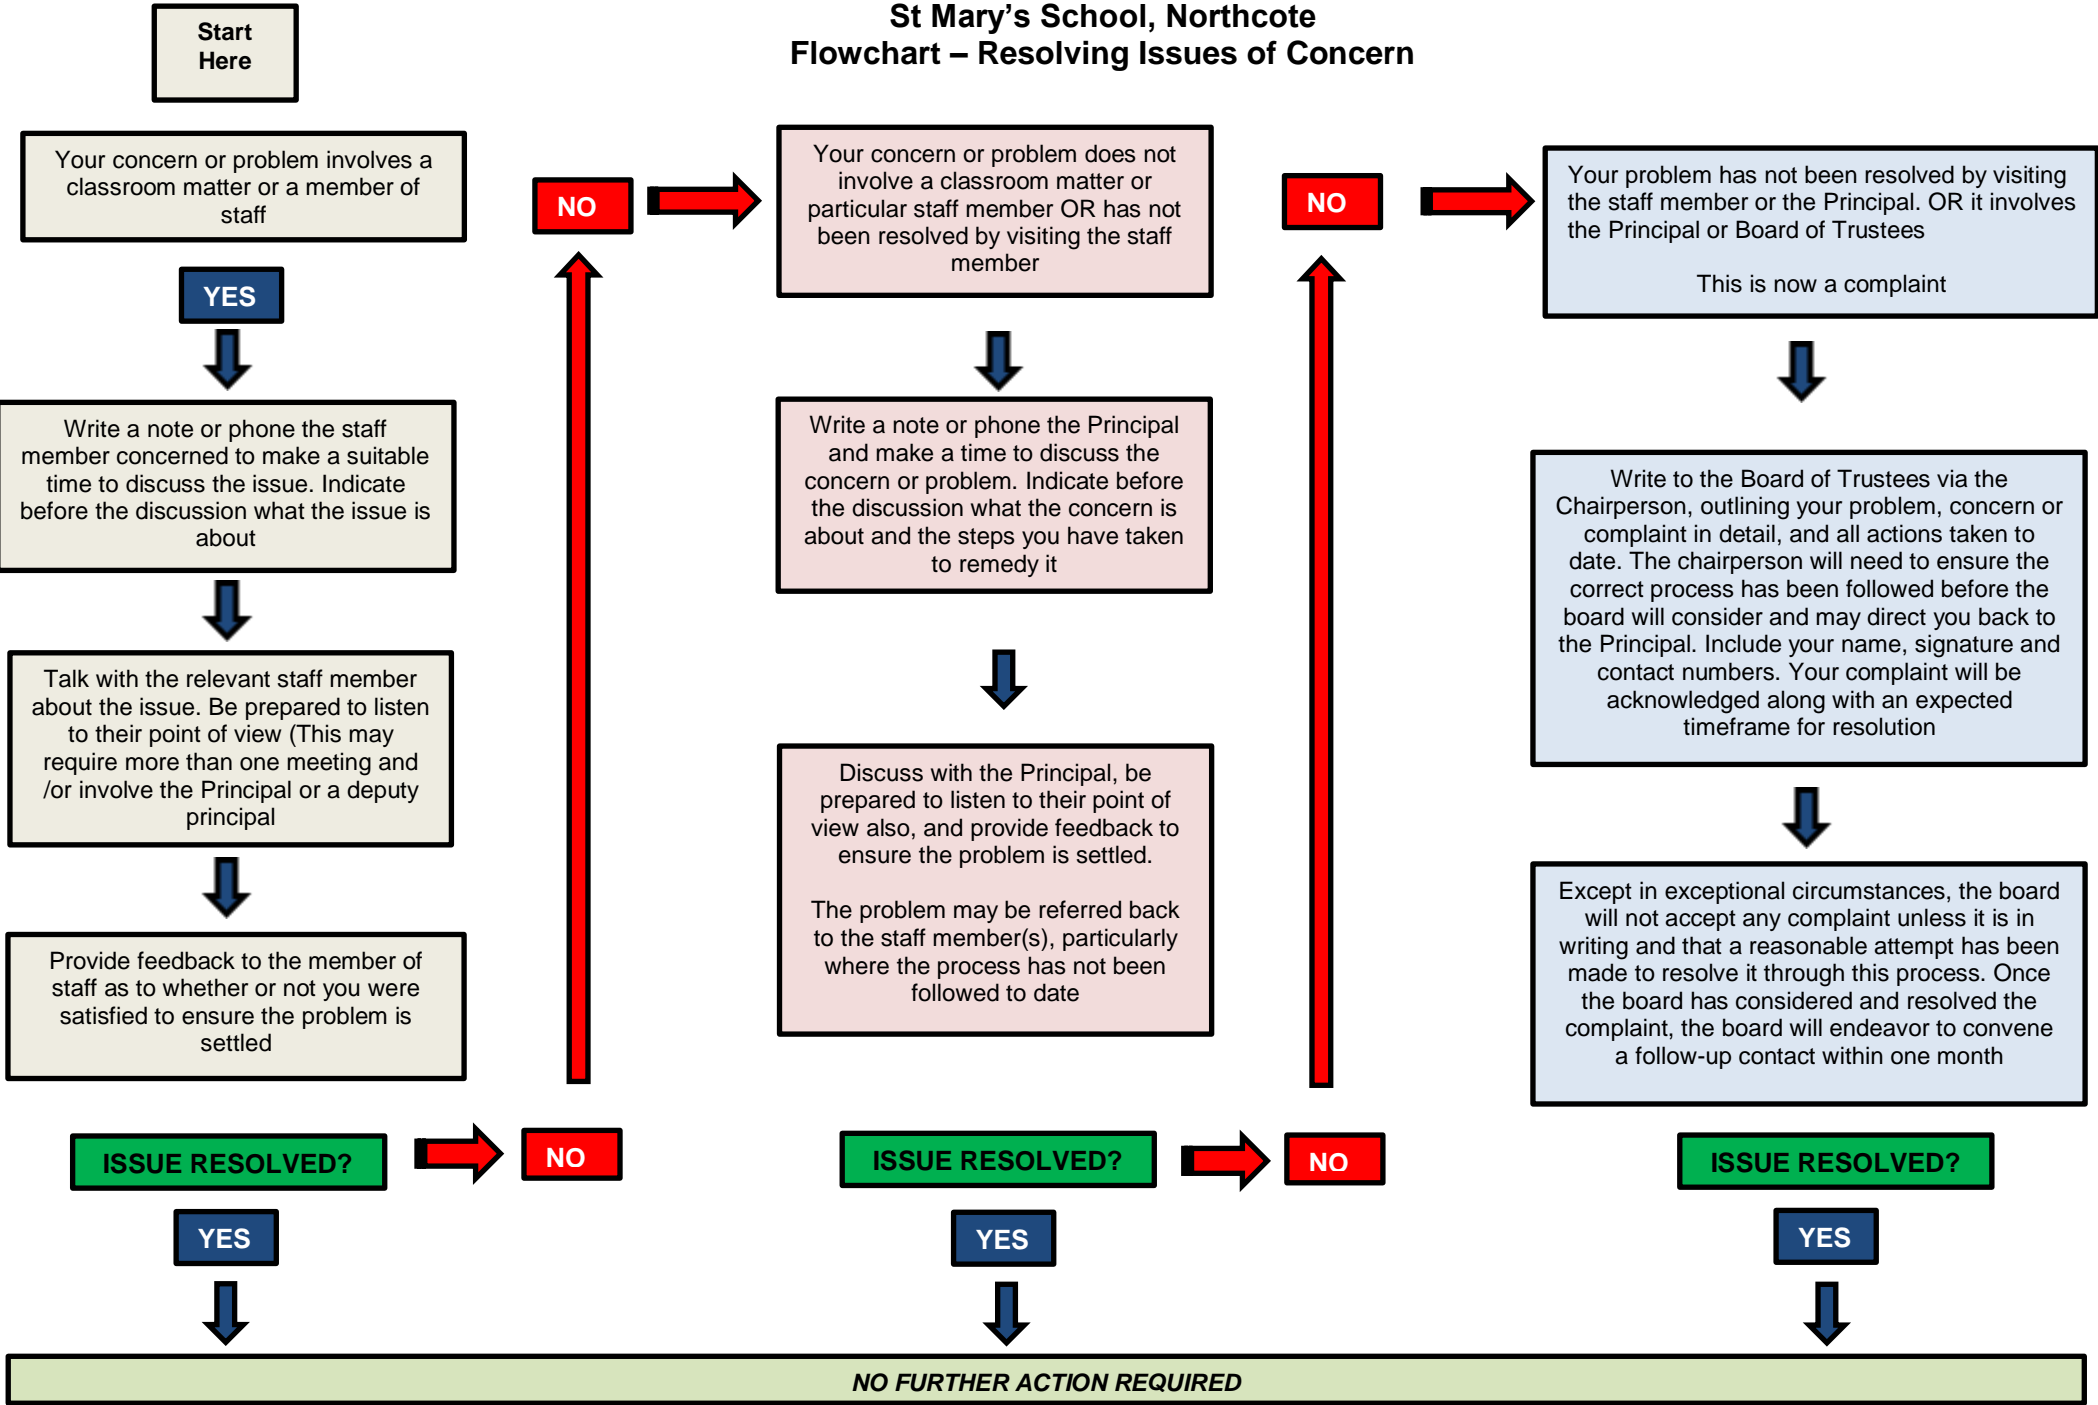 St Mary’s School, Northcote
Flowchart – Resolving Issues of Concern
Start
Here
Your concern or problem involves a
classroom matter or a member of
staff
YES
Write a note or phone the staff
member concerned to make a suitable
time to discuss the issue. Indicate
before the discussion what the issue is
about
Talk with the relevant staff member
about the issue. Be prepared to listen
to their point of view (This may
require more than one meeting and
/or involve the Principal or a deputy
principal
Provide feedback to the member of
staff as to whether or not you were
satisfied to ensure the problem is
settled
ISSUE RESOLVED?
NO
YES
NO
Your concern or problem does not
involve a classroom matter or
particular staff member OR has not
been resolved by visiting the staff
member
Write a note or phone the Principal
and make a time to discuss the
concern or problem. Indicate before
the discussion what the concern is
about and the steps you have taken
to remedy it
Discuss with the Principal, be
prepared to listen to their point of
view also, and provide feedback to
ensure the problem is settled.
The problem may be referred back
to the staff member(s), particularly
where the process has not been
followed to date
ISSUE RESOLVED?
NO
YES
NO
Your problem has not been resolved by visiting
the staff member or the Principal. OR it involves
the Principal or Board of Trustees
This is now a complaint
Write to the Board of Trustees via the
Chairperson, outlining your problem, concern or
complaint in detail, and all actions taken to
date. The chairperson will need to ensure the
correct process has been followed before the
board will consider and may direct you back to
the Principal. Include your name, signature and
contact numbers. Your complaint will be
acknowledged along with an expected
timeframe for resolution
Except in exceptional circumstances, the board
will not accept any complaint unless it is in
writing and that a reasonable attempt has been
made to resolve it through this process. Once
the board has considered and resolved the
complaint, the board will endeavor to convene
a follow-up contact within one month
ISSUE RESOLVED?
YES
NO FURTHER ACTION REQUIRED